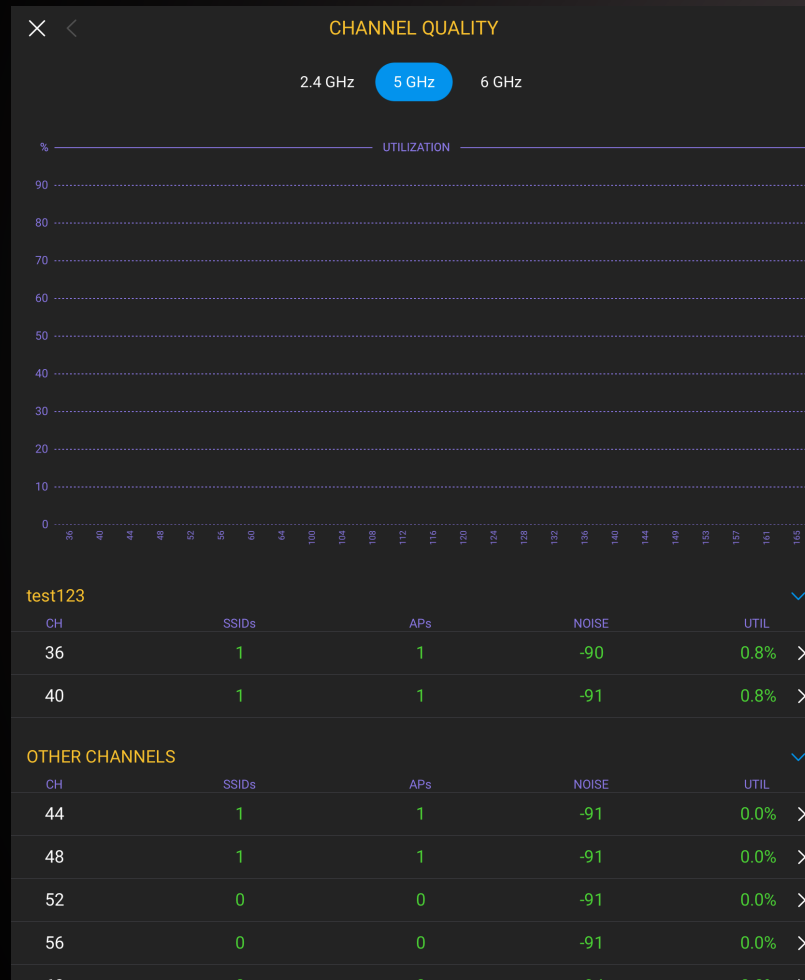 CHANNEL QUALITY
2.4 GHz 5 GHz 6 GHz
% UTILIZATION
90
80
70
60
50
40
30
20
10
0
36 40 44 48 52 56 60 64 100 104 108 112 116 120 124 128 132 136 140 144 149 153 157 161 165
test123
CH SSIDs APs NOISE UTIL
36 1 1 -90 0.8%
40 1 1 -91 0.8%
OTHER CHANNELS
CH SSIDs APs NOISE UTIL
44 1 1 -91 0.0%
48 1 1 -91 0.0%
52 0 0 -91 0.0%
56 0 0 -91 0.0%